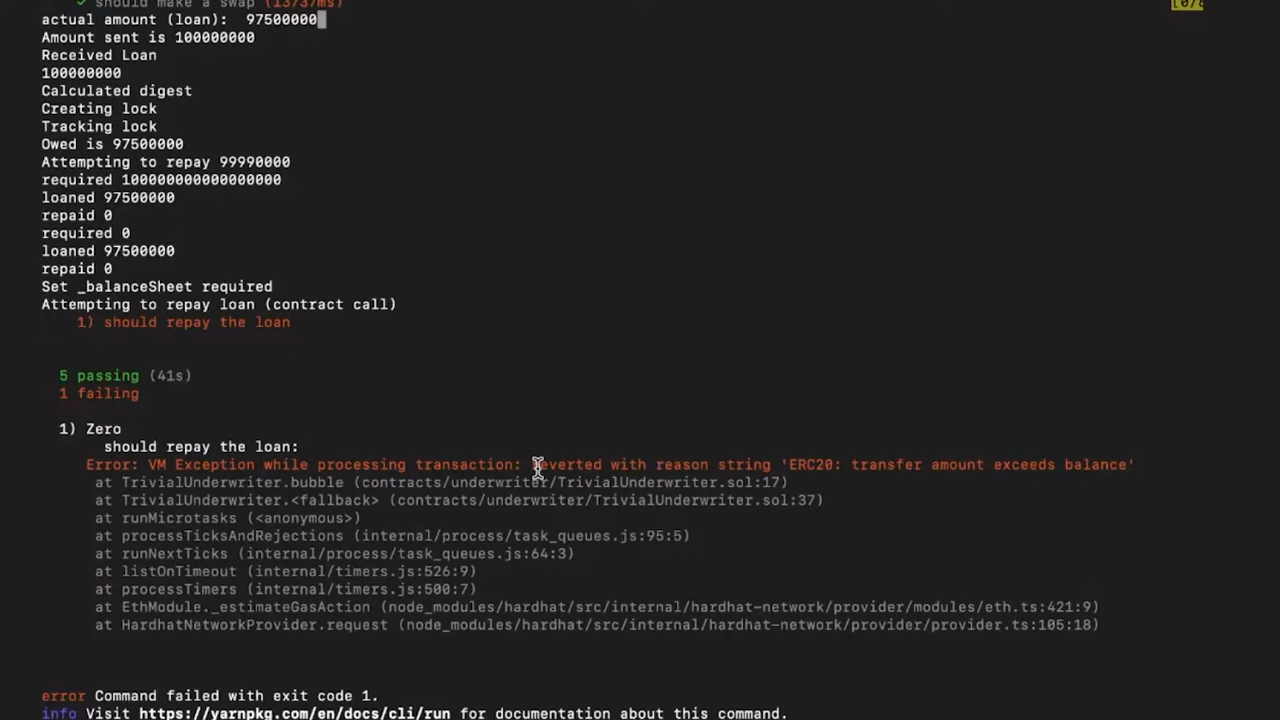 ✓ should make a swap (13737ms)
actual amount (loan):  97500000
Amount sent is 100000000
Received Loan
100000000
Calculated digest
Creating lock
Tracking lock
Owed is 97500000
Attempting to repay 99990000
required 100000000000000000
loaned 97500000
repaid 0
required 0
loaned 97500000
repaid 0
Set _balanceSheet required
Attempting to repay loan (contract call)
1) should repay the loan
5 passing (41s)
1 failing
1) Zero
should repay the loan:
Error: VM Exception while processing transaction: reverted with reason string 'ERC20: transfer amount exceeds balance'
at TrivialUnderwriter.bubble (contracts/underwriter/TrivialUnderwriter.sol:17)
at TrivialUnderwriter.<fallback> (contracts/underwriter/TrivialUnderwriter.sol:37)
at runMicrotasks (<anonymous>)
at processTicksAndRejections (internal/process/task_queues.js:95:5)
at runNextTicks (internal/process/task_queues.js:64:3)
at listOnTimeout (internal/timers.js:526:9)
at processTimers (internal/timers.js:500:7)
at EthModule._estimateGasAction (node_modules/hardhat/src/internal/hardhat-network/provider/modules/eth.ts:421:9)
at HardhatNetworkProvider.request (node_modules/hardhat/src/internal/hardhat-network/provider/provider.ts:105:18)
error Command failed with exit code 1.
info Visit https://yarnpkg.com/en/docs/cli/run for documentation about this command.